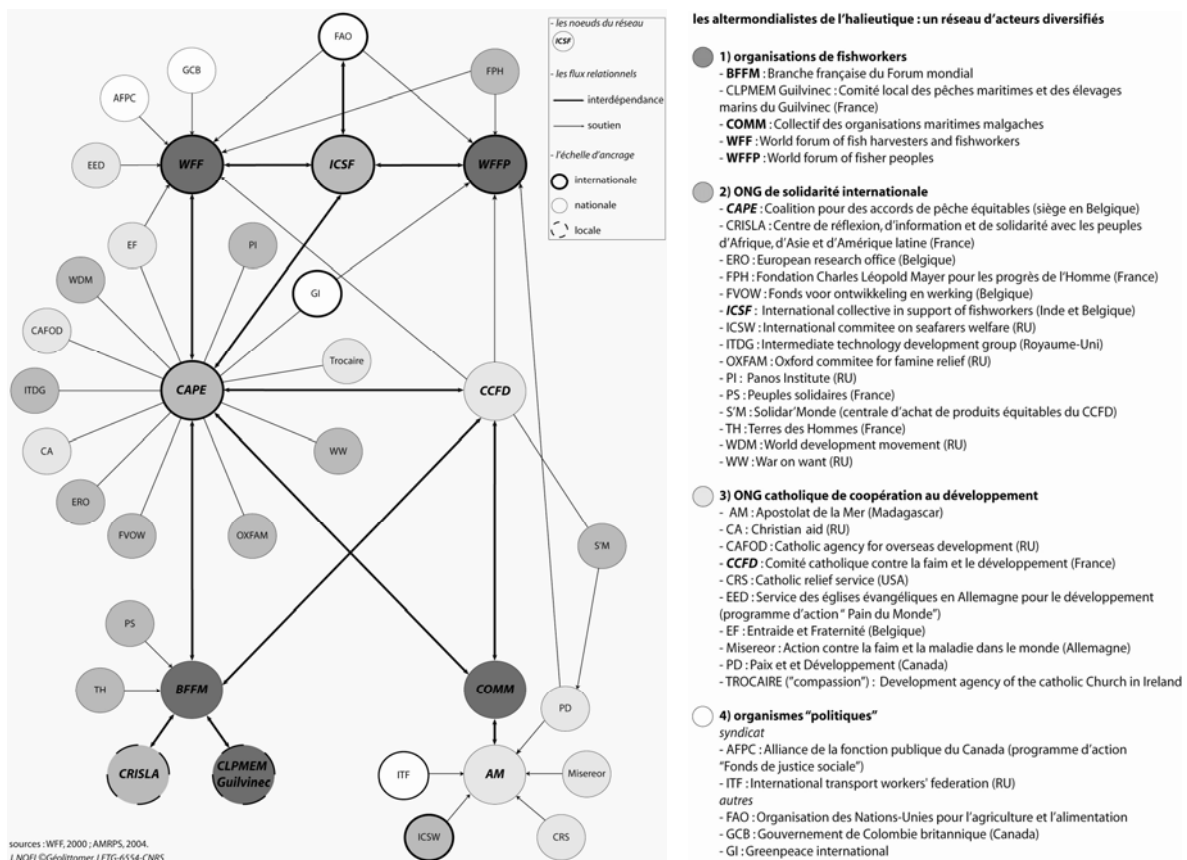 FAO
GCB
FPH
AFPC
EED
WFF
ICSF
WFFP
EF
PI
WDM
GI
CAFOD
Trocaire
ITDG
CAPE
CCFD
CA
WW
ERO
FVOW
OXFAM
S'M
PS
TH
BFFM
COMM
PD
CRISLA
CLPMEM
Guilvinec
ITF
AM
Misereor
ICSW
CRS
- les noeuds du réseau
ICSF
- les flux relationnels
interdépendance
soutien
- l'échelle d'ancrage
internationale
nationale
locale
sources : WFF, 2000 ; AMRPS, 2004.
J. NOEL ©Géolittomer LETG-6554-CNRS
les altermondialistes de l'halieutique : un réseau d'acteurs diversifiés
1) organisations de fishworkers
- BFFM : Branche française du Forum mondial
- CLPMEM Guilvinec : Comité local des pêches maritimes et des élevages
marins du Guilvinec (France)
- COMM : Collectif des organisations maritimes malgaches
- WFF : World forum of fish harvesters and fishworkers
- WFFP : World forum of fisher peoples
2) ONG de solidarité internationale
- CAPE : Coalition pour des accords de pêche équitables (siège en Belgique)
- CRISLA : Centre de réflexion, d'information et de solidarité avec les peuples
d'Afrique, d'Asie et d'Amérique latine (France)
- ERO : European research office (Belgique)
- FPH : Fondation Charles Léopold Mayer pour les progrès de l'Homme (France)
- FVOW : Fonds voor ontwikkeling en werking (Belgique)
- ICSF : International collective in support of fishworkers (Inde et Belgique)
- ICSW : International commitee on seafarers welfare (RU)
- ITDG : Intermediate technology development group (Royaume-Uni)
- OXFAM : Oxford commitee for famine relief (RU)
- PI : Panos Institute (RU)
- PS : Peuples solidaires (France)
- S'M : Solidar'Monde (centrale d'achat de produits équitables du CCFD)
- TH : Terres des Hommes (France)
- WDM : World development movement (RU)
- WW : War on want (RU)
3) ONG catholique de coopération au développement
- AM : Apostolat de la Mer (Madagascar)
- CA : Christian aid (RU)
- CAFOD : Catholic agency for overseas development (RU)
- CCFD : Comité catholique contre la faim et le développement (France)
- CRS : Catholic relief service (USA)
- EED : Service des églises évangéliques en Allemagne pour le développement
(programme d'action " Pain du Monde")
- EF : Entraide et Fraternité (Belgique)
- Misereor : Action contre la faim et la maladie dans le monde (Allemagne)
- PD : Paix et et Développement (Canada)
- TROCAIRE ("compassion") : Development agency of the catholic Church in Ireland
4) organismes "politiques"
syndicat
- AFPC : Alliance de la fonction publique du Canada (programme d'action
"Fonds de justice sociale")
- ITF : International transport workers' federation (RU)
autres
- FAO : Organisation des Nations-Unies pour l'agriculture et l'alimentation
- GCB : Gouvernement de Colombie britannique (Canada)
- GI : Greenpeace international